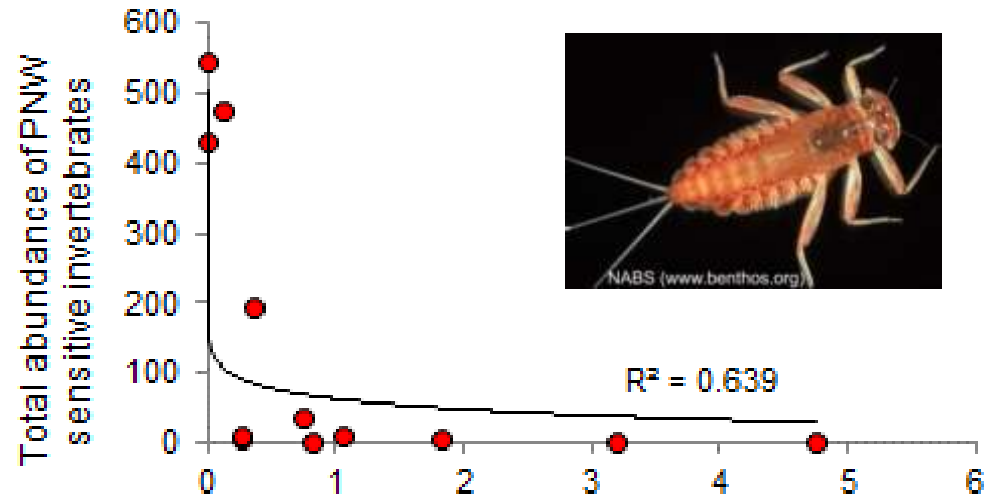 Total abundance of PNW
sensitive invertebrates
600
500
400
300
200
100
0
NABS (www.benthos.org)
R² = 0.639
0 1 2 3 4 5 6